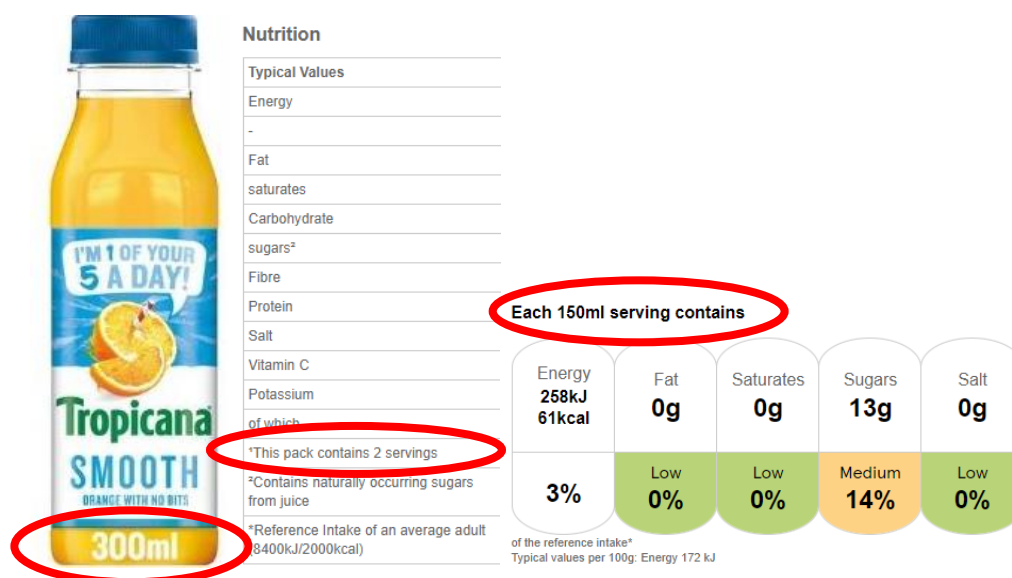 I'M 1 OF YOUR
5 A DAY!
Tropicana
SMOOTH
ORANGE WITH NO BITS
300ml
Nutrition
Typical Values
Energy
-
Fat
saturates
Carbohydrate
sugars²
Fibre
Protein
Salt
Vitamin C
Potassium
of which
¹This pack contains 2 servings
²Contains naturally occurring sugars
from juice
*Reference Intake of an average adult
(8400kJ/2000kcal)
Each 150ml serving contains
Energy
258kJ
61kcal
3%
Fat
0g
Low
0%
Saturates
0g
Low
0%
Sugars
13g
Medium
14%
Salt
0g
Low
0%
of the reference intake*
Typical values per 100g: Energy 172 kJ